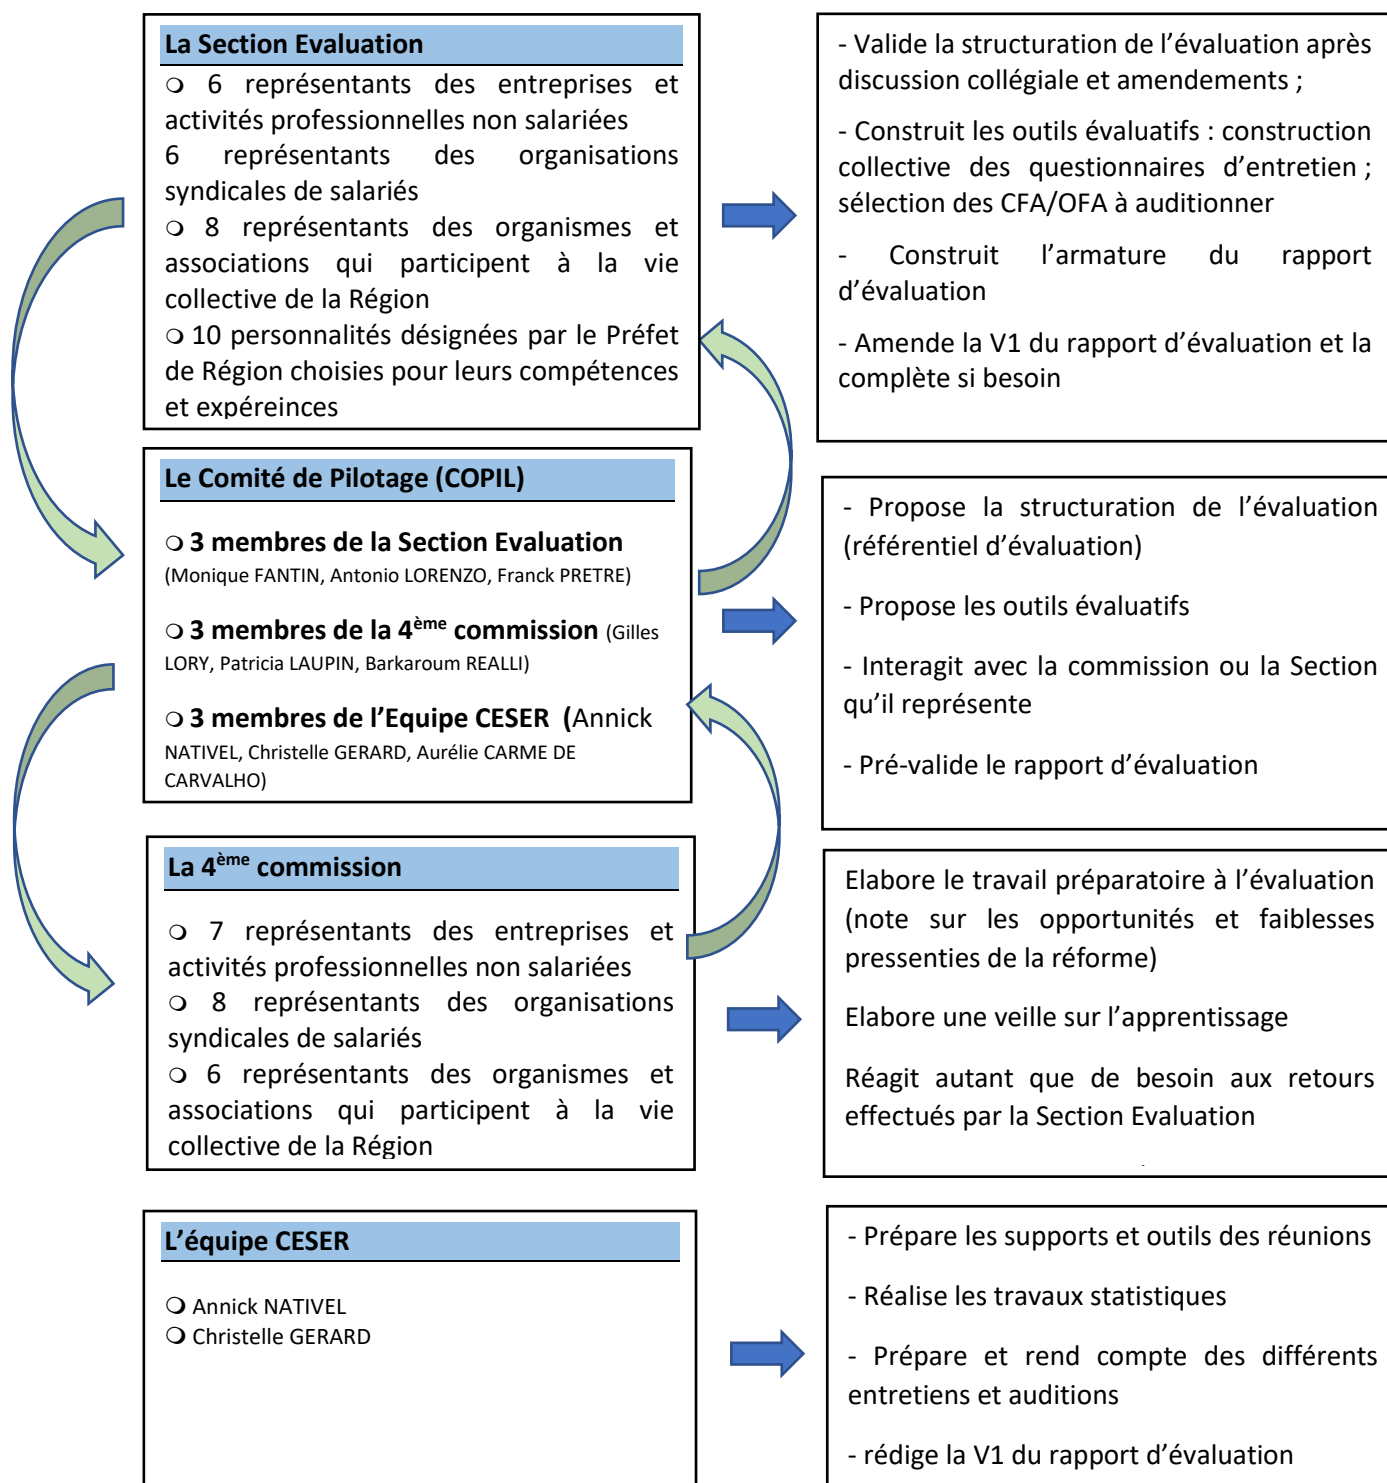 La Section Evaluation
❍ 6 représentants des entreprises et
activités professionnelles non salariées
6 représentants des organisations
syndicales de salariés
❍ 8 représentants des organismes et
associations qui participent à la vie
collective de la Région
❍ 10 personnalités désignées par le Préfet
de Région choisies pour leurs compétences
et expéreinces
- Valide la structuration de l’évaluation après
discussion collégiale et amendements ;
- Construit les outils évaluatifs : construction
collective des questionnaires d’entretien ;
sélection des CFA/OFA à auditionner
- Construit l’armature du rapport
d’évaluation
- Amende la V1 du rapport d’évaluation et la
complète si besoin
Le Comité de Pilotage (COPIL)
❍ 3 membres de la Section Evaluation
(Monique FANTIN, Antonio LORENZO, Franck PRETRE)
❍ 3 membres de la 4ème commission (Gilles
LORY, Patricia LAUPIN, Barkaroum REALLI)
❍ 3 membres de l’Equipe CESER (Annick
NATIVEL, Christelle GERARD, Aurélie CARME DE
CARVALHO)
- Propose la structuration de l’évaluation
(référentiel d’évaluation)
- Propose les outils évaluatifs
- Interagit avec la commission ou la Section
qu’il représente
- Pré-valide le rapport d’évaluation
La 4ème commission
❍ 7 représentants des entreprises et
activités professionnelles non salariées
❍ 8 représentants des organisations
syndicales de salariés
❍ 6 représentants des organismes et
associations qui participent à la vie
collective de la Région
Elabore le travail préparatoire à l’évaluation
(note sur les opportunités et faiblesses
pressenties de la réforme)
Elabore une veille sur l’apprentissage
Réagit autant que de besoin aux retours
effectués par la Section Evaluation
L’équipe CESER
❍ Annick NATIVEL
❍ Christelle GERARD
- Prépare les supports et outils des réunions
- Réalise les travaux statistiques
- Prépare et rend compte des différents
entretiens et auditions
- rédige la V1 du rapport d’évaluation